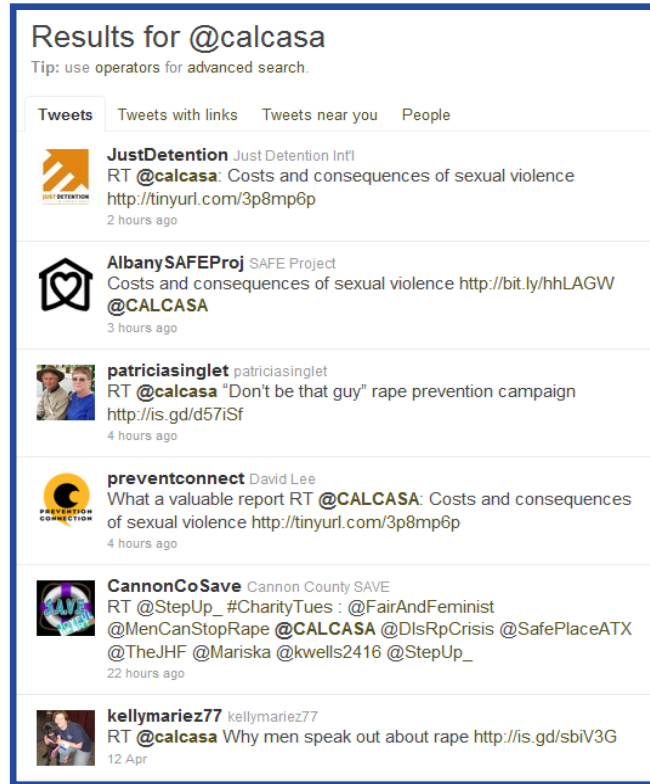 Results for @calcasa
Tip: use operators for advanced search.
Tweets Tweets with links Tweets near you People
JustDetention Just Detention Int'l
RT @calcasa: Costs and consequences of sexual violence
http://tinyurl.com/3p8mp6p
2 hours ago
JUST DETENTION
AlbanySAFEProj SAFE Project
Costs and consequences of sexual violence http://bit.ly/hhLAGW
@CALCASA
3 hours ago
patriciasinglet patriciasinglet
RT @calcasa “Don’t be that guy” rape prevention campaign
http://is.gd/d57iSf
4 hours ago
preventconnect David Lee
What a valuable report RT @CALCASA: Costs and consequences
of sexual violence http://tinyurl.com/3p8mp6p
4 hours ago
PREVENTION
CONNECTION
CannonCoSave Cannon County SAVE
RT @StepUp_ #CharityTues : @FairAndFeminist
@MenCanStopRape @CALCASA @DlsRpCrisis @SafePlaceATX
@TheJHF @Mariska @kwells2416 @StepUp_
22 hours ago
S.A.V.E.
kellymariez77 kellymariez77
RT @calcasa Why men speak out about rape http://is.gd/sbiV3G
12 Apr